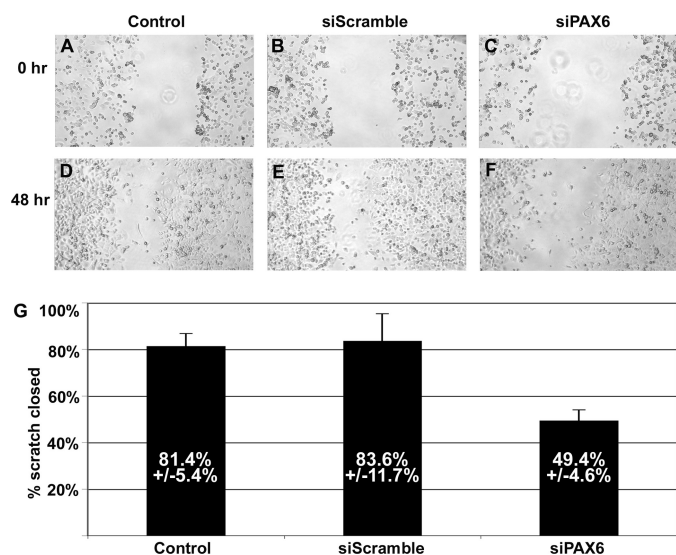 Control siScramble siPAX6
0 hr
A B C
48 hr
D E F
G
% scratch closed
100%
80%
60%
40%
20%
81.4%
+/-5.4%
83.6%
+/-11.7%
49.4%
+/-4.6%
Control siScramble siPAX6